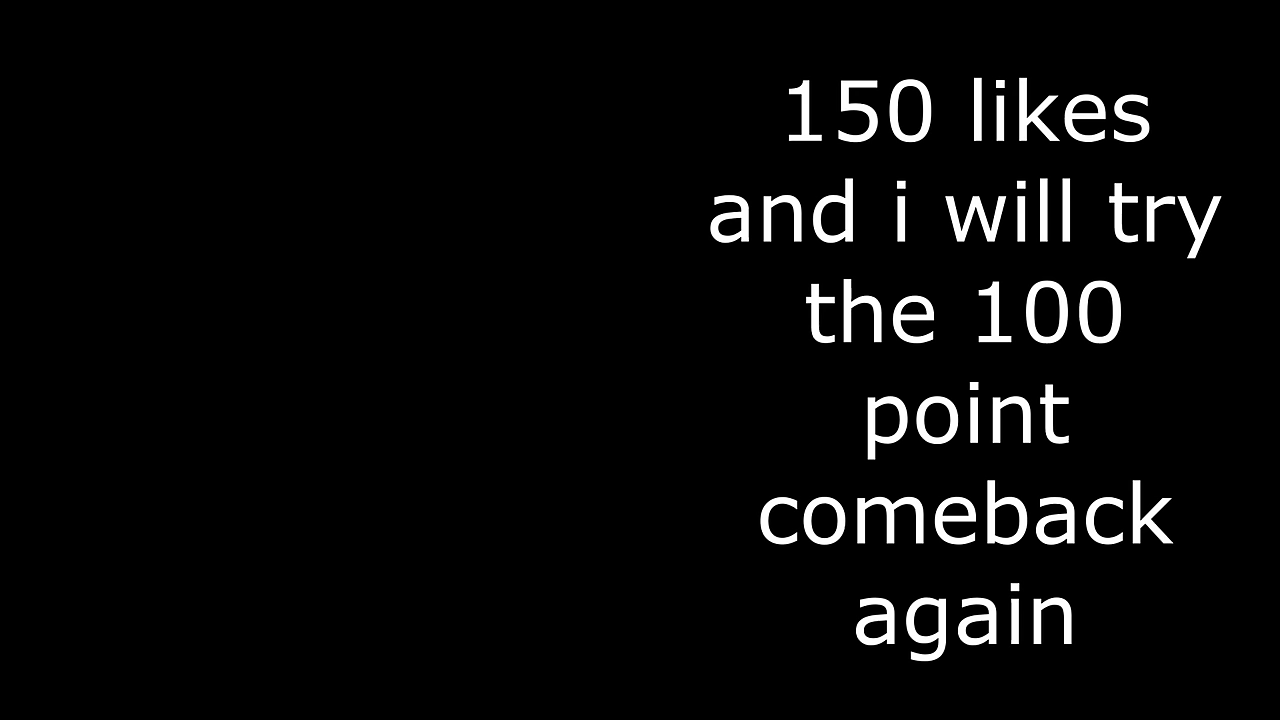 150 likes
and i will try
the 100
point
comeback
again